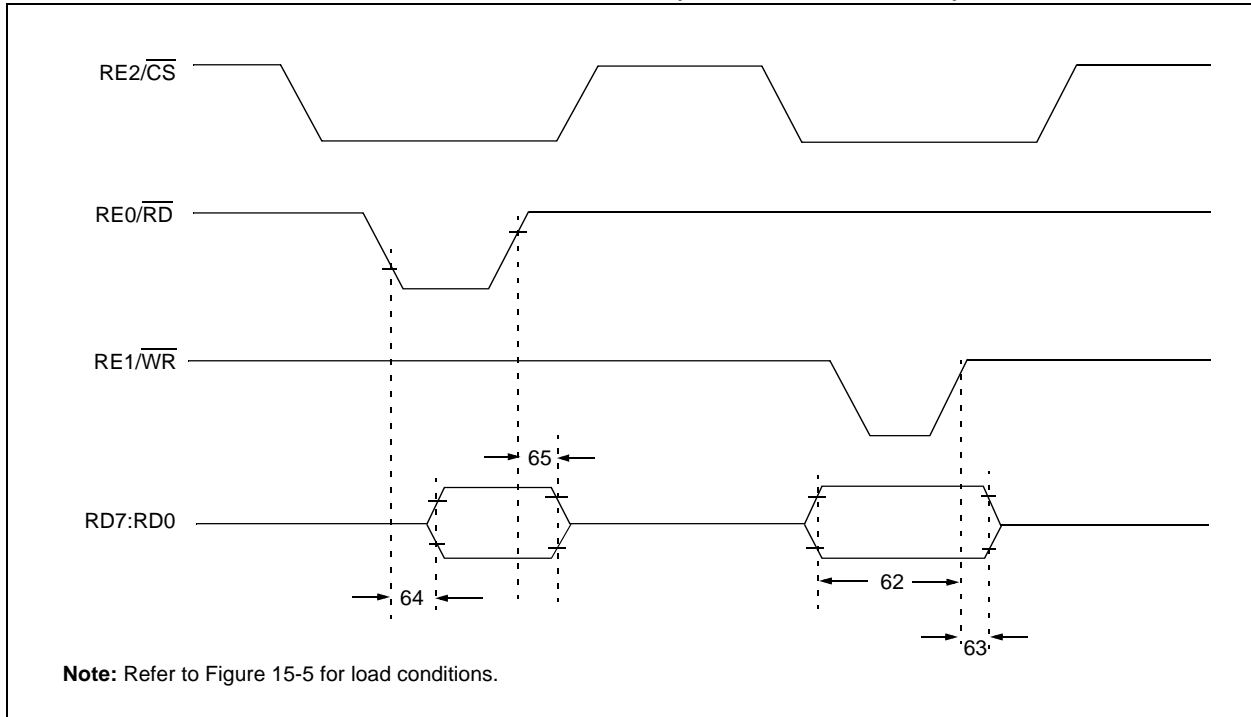 RE2/CS
RE0/RD
RE1/WR
65
RD7:RD0
62
64
63
Note: Refer to Figure 15-5 for load conditions.